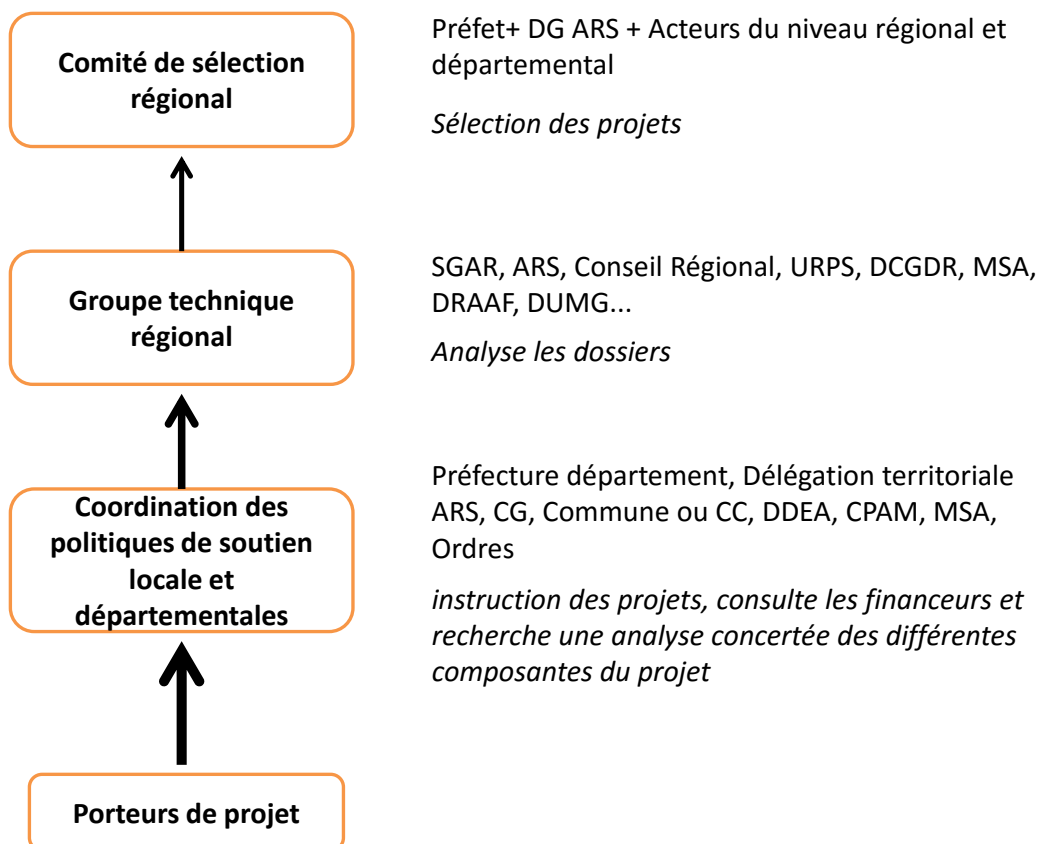 Comité de sélection
régional
Préfet+ DG ARS + Acteurs du niveau régional et
départemental
Sélection des projets
Groupe technique
régional
SGAR, ARS, Conseil Régional, URPS, DCGDR, MSA,
DRAAF, DUMG...
Analyse les dossiers
Coordination des
politiques de soutien
locale et
départementales
Préfecture département, Délégation territoriale
ARS, CG, Commune ou CC, DDEA, CPAM, MSA,
Ordres
instruction des projets, consulte les financeurs et
recherche une analyse concertée des différentes
composantes du projet
Porteurs de projet